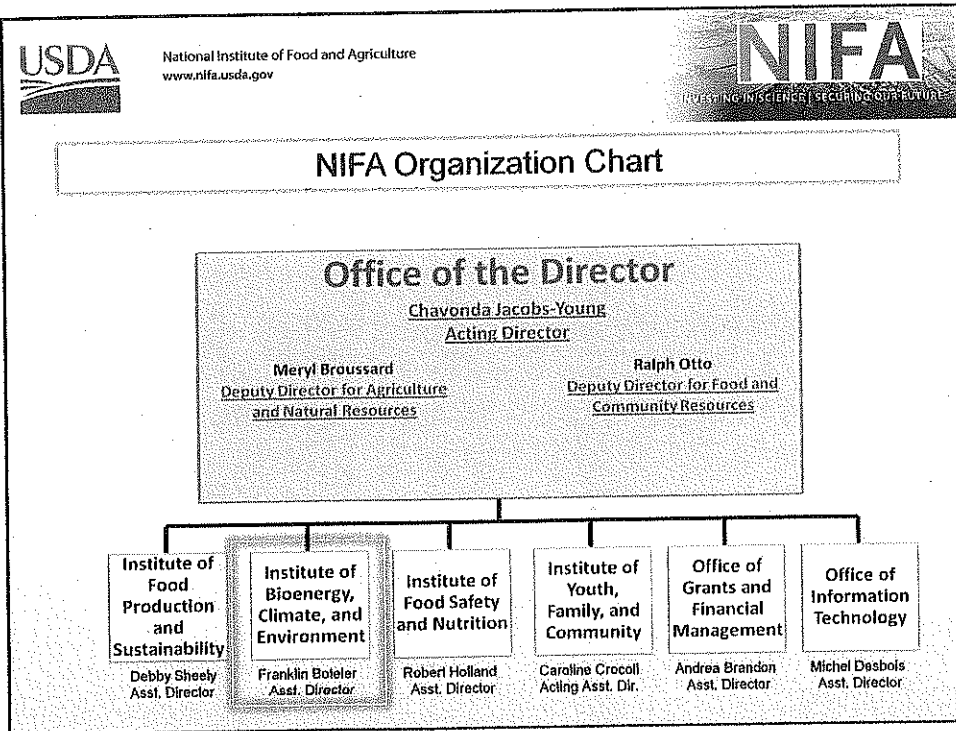 USDA
National Institute of Food and Agriculture
www.nifa.usda.gov
NIFA
INVESTING IN SCIENCE | SECURING OUR FUTURE
NIFA Organization Chart
Office of the Director
Chavonda Jacobs-Young
Acting Director
Meryl Broussard
Deputy Director for Agriculture
and Natural Resources
Ralph Otto
Deputy Director for Food and
Community Resources
Institute of
Food
Production
and
Sustainability
Debby Sheely
Asst. Director
Institute of
Bioenergy,
Climate, and
Environment
Franklin Boteler
Asst. Director
Institute of
Food Safety
and Nutrition
Robert Holland
Asst. Director
Institute of
Youth,
Family, and
Community
Caroline Crocoll
Acting Asst. Dir.
Office of
Grants and
Financial
Management
Andrea Brandon
Asst. Director
Office of
Information
Technology
Michel Desbois
Asst. Director